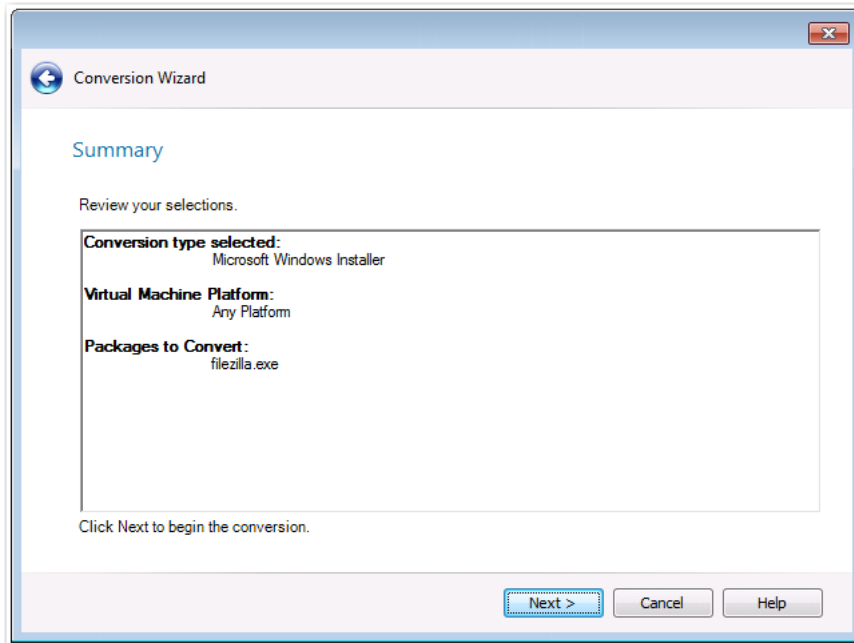 Conversion Wizard
Summary
Review your selections.
Conversion type selected:
Microsoft Windows Installer
Virtual Machine Platform:
Any Platform
Packages to Convert:
filezilla.exe
Click Next to begin the conversion.
Next > Cancel Help